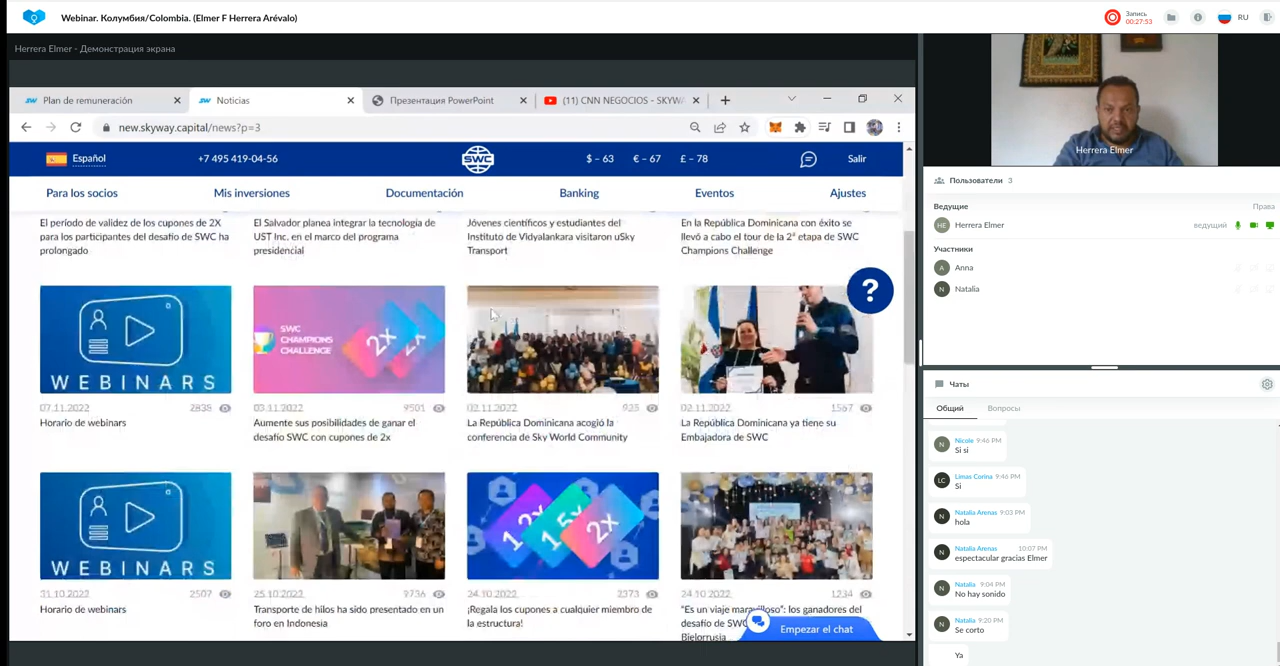 Webinar. Колумбия/Colombia. (Elmer F Herrera Arévalo)
Запись
00:27:53
RU
Herrera Elmer - Демонстрация экрана
Plan de remuneración
Noticias
Презентация PowerPoint
(11) CNN NEGOCIOS - SKYW
new.skyway.capital/news?p=3
Español
+7 495 419-04-56
SWC
$ – 63
€ – 67
£ – 78
Salir
Para los socios
Mis inversiones
Documentación
Banking
Eventos
Ajustes
El período de validez de los cupones de 2X
para los participantes del desafío de SWC ha
prolongado
El Salvador planea integrar la tecnología de
UST Inc. en el marco del programa
presidencial
Jóvenes científicos y estudiantes del
Instituto de Vidyalankara visitaron uSky
Transport
En la República Dominicana con éxito se
llevó a cabo el tour de la 2ª etapa de SWC
Champions Challenge
?
WEBINARS
SWC
CHAMPIONS
CHALLENGE
2X
2X
07.11.2022
2838
Horario de webinars
03.11.2022
9501
Aumente sus posibilidades de ganar el
desafío SWC con cupones de 2x
02.11.2022
923
La República Dominicana acogió la
conferencia de Sky World Community
02.11.2022
1567
La República Dominicana ya tiene su
Embajadora de SWC
WEBINARS
1.5X
2X
31.10.2022
2507
Horario de webinars
25.10.2022
9736
Transporte de hilos ha sido presentado en un
foro en Indonesia
24.10.2022
2373
¡Regala los cupones a cualquier miembro de
la estructura!
24.10.2022
1234
"Es un viaje maravilloso": los ganadores del
desafío de SWC
Bielorrusia
Empezar el chat
Herrera Elmer
Пользователи 3
Ведущие
Права
HE
Herrera Elmer
ведущий
Участники
A
Anna
N
Natalia
Чаты
Общий
Вопросы
N
Nicole 9:46 PM
Si si
LC
Limas Corina 9:46 PM
Si
N
Natalia Arenas 9:03 PM
hola
N
Natalia Arenas 10:07 PM
espectacular gracias Elmer
N
Natalia 9:04 PM
No hay sonido
N
Natalia 9:20 PM
Se corto
Ya